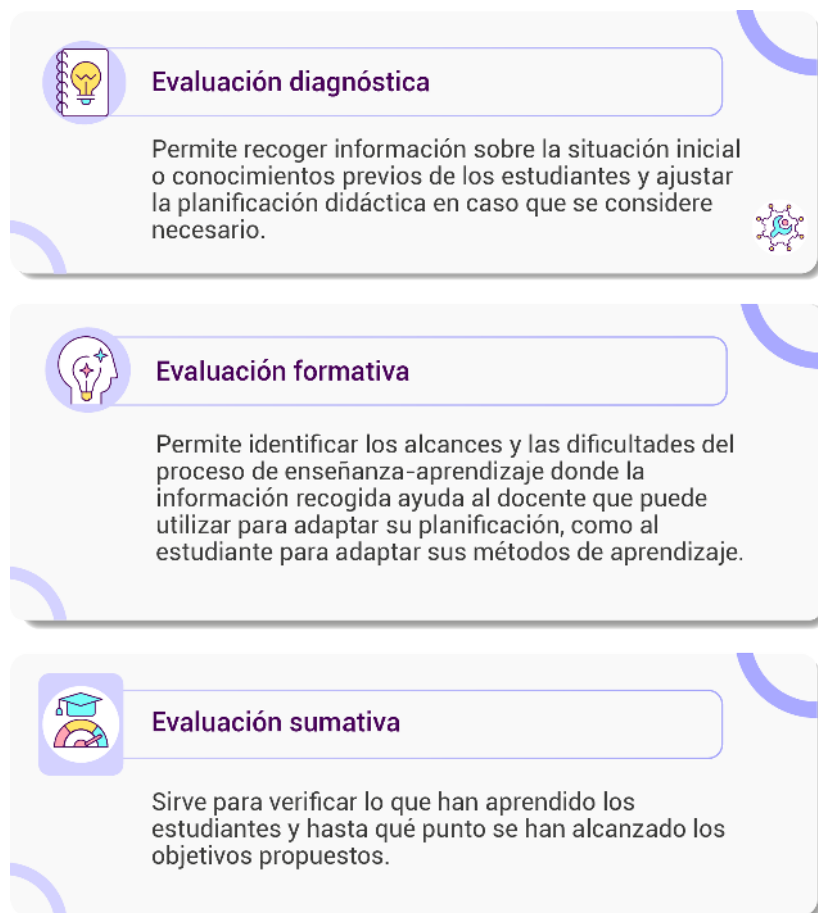 Evaluación diagnóstica
Permite recoger información sobre la situación inicial
o conocimientos previos de los estudiantes y ajustar
la planificación didáctica en caso que se considere
necesario.
Evaluación formativa
Permite identificar los alcances y las dificultades del
proceso de enseñanza-aprendizaje donde la
información recogida ayuda al docente que puede
utilizar para adaptar su planificación, como al
estudiante para adaptar sus métodos de aprendizaje.
Evaluación sumativa
Sirve para verificar lo que han aprendido los
estudiantes y hasta qué punto se han alcanzado los
objetivos propuestos.